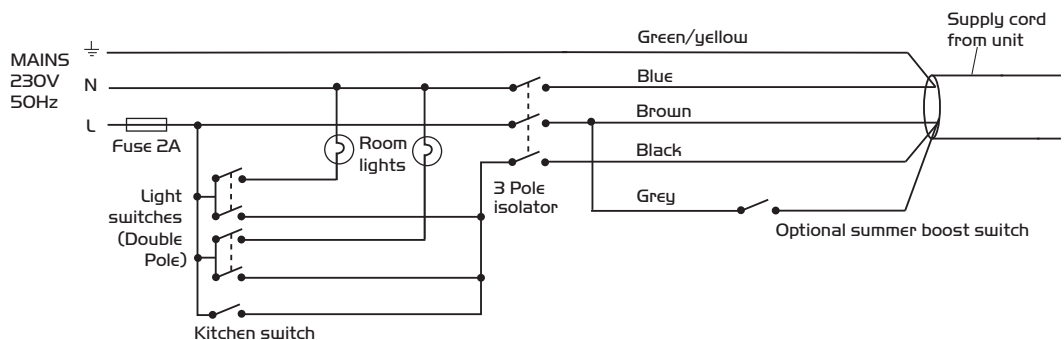 Supply cord
from unit
Green/yellow
MAINS
230V
50Hz
N
Blue
L
Brown
Fuse 2A
Room
lights
Black
3 Pole
isolator
Light
switches
(Double
Pole)
Grey
Optional summer boost switch
Kitchen switch